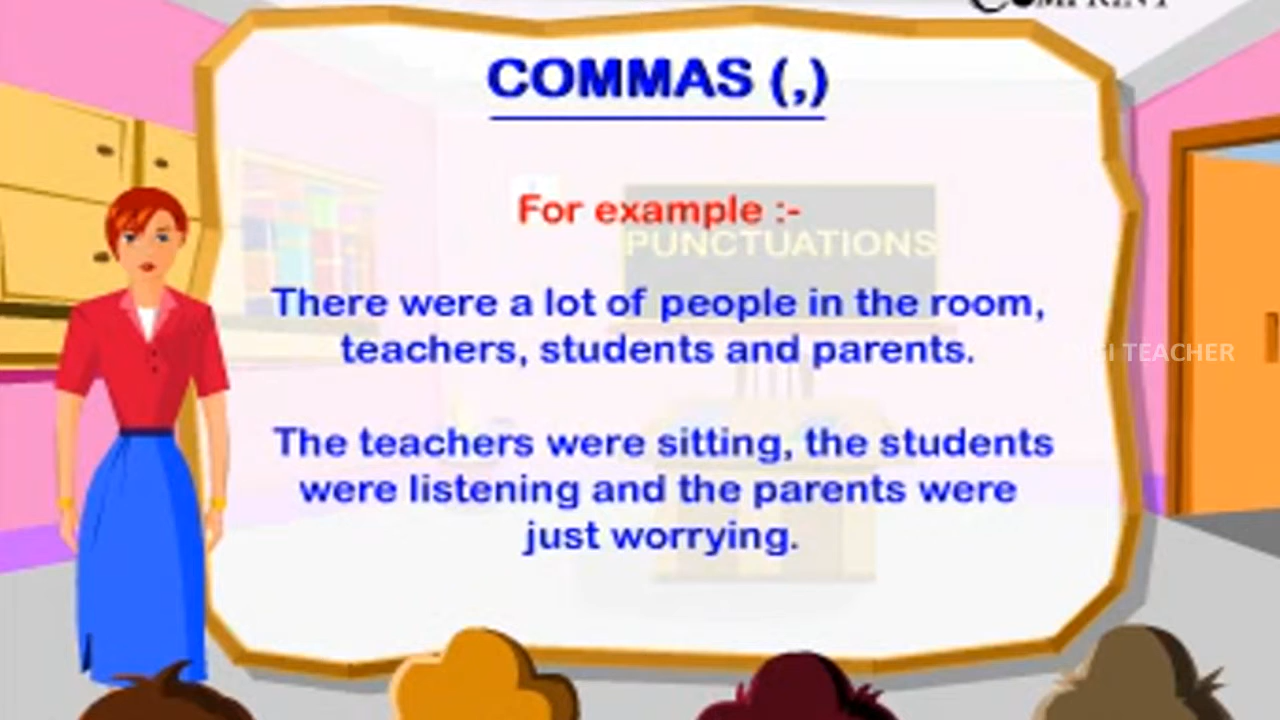 COMMAS (,)
For example :-
PUNCTUATIONS
There were a lot of people in the room,
teachers, students and parents.
TEACHER
The teachers were sitting, the students
were listening and the parents were
just worrying.